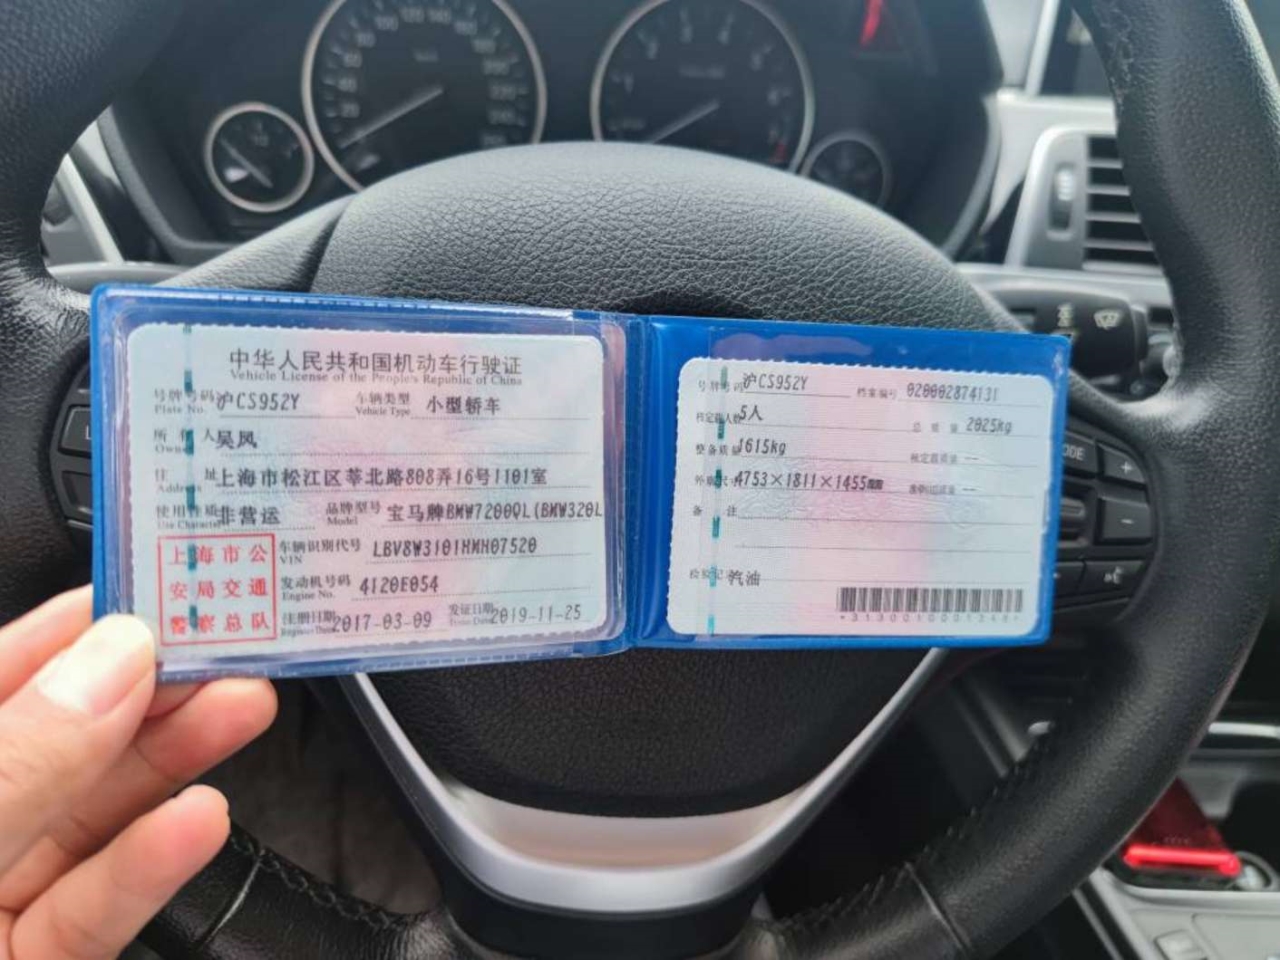 中华人民共和国机动车行驶证
Vehicle License of the People's Republic of China
号牌号码 沪CS952Y 车辆类型 小型轿车
Plate No. Vehicle Type
所有人 吴凤
Owner
住址 上海市松江区莘北路808弄16号1101室
Address
使用性质 非营运 品牌型号 宝马牌BMW7200QL(BMW320L
Use Character Model
上海市公
安局交通
警察总队
车辆识别代号 LBV8W3101HMH07520
VIN
发动机号码 4120E054
Engine No.
注册日期 2017-03-09 发证日期 2019-11-25
Register Date Issue Date
号牌号码 沪CS952Y 档案编号 020002874131
核定载人数 5人 总质量 2025kg
整备质量 1615kg 核定载质量 --
外廓尺寸 4753×1811×1455mm 准牵引总质量 --
备注
检验记录 汽油